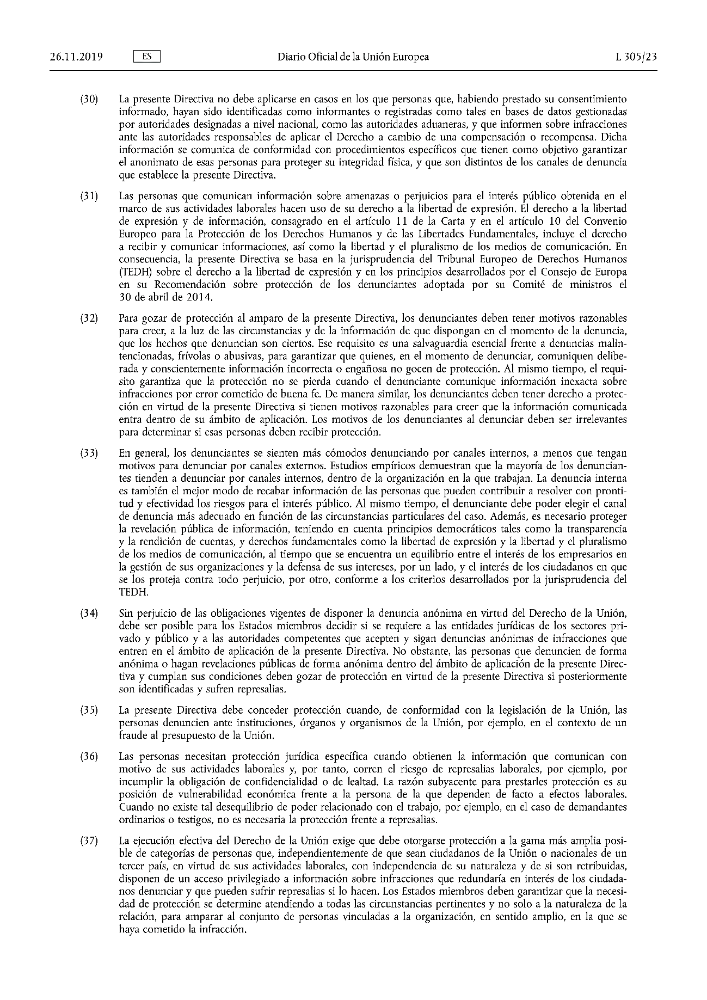 26.11.2019
ES
Diario Oficial de la Unión Europea
L 305/23
(30) La presente Directiva no debe aplicarse en casos en los que personas que, habiendo prestado su consentimiento
informado, hayan sido identificadas como informantes o registradas como tales en bases de datos gestionadas
por autoridades designadas a nivel nacional, como las autoridades aduaneras, y que informen sobre infracciones
ante las autoridades responsables de aplicar el Derecho a cambio de una compensación o recompensa. Dicha
información se comunica de conformidad con procedimientos específicos que tienen como objetivo garantizar
el anonimato de esas personas para proteger su integridad física, y que son distintos de los canales de denuncia
que establece la presente Directiva.
(31) Las personas que comunican información sobre amenazas o perjuicios para el interés público obtenida en el
marco de sus actividades laborales hacen uso de su derecho a la libertad de expresión. El derecho a la libertad
de expresión y de información, consagrado en el artículo 11 de la Carta y en el artículo 10 del Convenio
Europeo para la Protección de los Derechos Humanos y de las Libertades Fundamentales, incluye el derecho
a recibir y comunicar informaciones, así como la libertad y el pluralismo de los medios de comunicación. En
consecuencia, la presente Directiva se basa en la jurisprudencia del Tribunal Europeo de Derechos Humanos
(TEDH) sobre el derecho a la libertad de expresión y en los principios desarrollados por el Consejo de Europa
en su Recomendación sobre protección de los denunciantes adoptada por su Comité de ministros el
30 de abril de 2014.
(32) Para gozar de protección al amparo de la presente Directiva, los denunciantes deben tener motivos razonables
para creer, a la luz de las circunstancias y de la información de que dispongan en el momento de la denuncia,
que los hechos que denuncian son ciertos. Ese requisito es una salvaguardia esencial frente a denuncias malin-
tencionadas, frívolas o abusivas, para garantizar que quienes, en el momento de denunciar, comuniquen delibe-
rada y conscientemente información incorrecta o engañosa no gocen de protección. Al mismo tiempo, el requi-
sito garantiza que la protección no se pierda cuando el denunciante comunique información inexacta sobre
infracciones por error cometido de buena fe. De manera similar, los denunciantes deben tener derecho a protec-
ción en virtud de la presente Directiva si tienen motivos razonables para creer que la información comunicada
entra dentro de su ámbito de aplicación. Los motivos de los denunciantes al denunciar deben ser irrelevantes
para determinar si esas personas deben recibir protección.
(33) En general, los denunciantes se sienten más cómodos denunciando por canales internos, a menos que tengan
motivos para denunciar por canales externos. Estudios empíricos demuestran que la mayoría de los denuncian-
tes tienden a denunciar por canales internos, dentro de la organización en la que trabajan. La denuncia interna
es también el mejor modo de recabar información de las personas que pueden contribuir a resolver con pronti-
tud y efectividad los riesgos para el interés público. Al mismo tiempo, el denunciante debe poder elegir el canal
de denuncia más adecuado en función de las circunstancias particulares del caso. Además, es necesario proteger
la revelación pública de información, teniendo en cuenta principios democráticos tales como la transparencia
y la rendición de cuentas, y derechos fundamentales como la libertad de expresión y la libertad y el pluralismo
de los medios de comunicación, al tiempo que se encuentra un equilibrio entre el interés de los empresarios en
la gestión de sus organizaciones y la defensa de sus intereses, por un lado, y el interés de los ciudadanos en que
se los proteja contra todo perjuicio, por otro, conforme a los criterios desarrollados por la jurisprudencia del
TEDH.
(34) Sin perjuicio de las obligaciones vigentes de disponer la denuncia anónima en virtud del Derecho de la Unión,
debe ser posible para los Estados miembros decidir si se requiere a las entidades jurídicas de los sectores pri-
vado y público y a las autoridades competentes que acepten y sigan denuncias anónimas de infracciones que
entren en el ámbito de aplicación de la presente Directiva. No obstante, las personas que denuncien de forma
anónima o hagan revelaciones públicas de forma anónima dentro del ámbito de aplicación de la presente Direc-
tiva y cumplan sus condiciones deben gozar de protección en virtud de la presente Directiva si posteriormente
son identificadas y sufren represalias.
(35) La presente Directiva debe conceder protección cuando, de conformidad con la legislación de la Unión, las
personas denuncien ante instituciones, órganos y organismos de la Unión, por ejemplo, en el contexto de un
fraude al presupuesto de la Unión.
(36) Las personas necesitan protección jurídica específica cuando obtienen la información que comunican con
motivo de sus actividades laborales y, por tanto, corren el riesgo de represalias laborales, por ejemplo, por
incumplir la obligación de confidencialidad o de lealtad. La razón subyacente para prestarles protección es su
posición de vulnerabilidad económica frente a la persona de la que dependen de facto a efectos laborales.
Cuando no existe tal desequilibrio de poder relacionado con el trabajo, por ejemplo, en el caso de demandantes
ordinarios o testigos, no es necesaria la protección frente a represalias.
(37) La ejecución efectiva del Derecho de la Unión exige que debe otorgarse protección a la gama más amplia posi-
ble de categorías de personas que, independientemente de que sean ciudadanos de la Unión o nacionales de un
tercer país, en virtud de sus actividades laborales, con independencia de su naturaleza y de si son retribuidas,
disponen de un acceso privilegiado a información sobre infracciones que redundaría en interés de los ciudada-
nos denunciar y que pueden sufrir represalias si lo hacen. Los Estados miembros deben garantizar que la necesi-
dad de protección se determine atendiendo a todas las circunstancias pertinentes y no solo a la naturaleza de la
relación, para amparar al conjunto de personas vinculadas a la organización, en sentido amplio, en la que se
haya cometido la infracción.